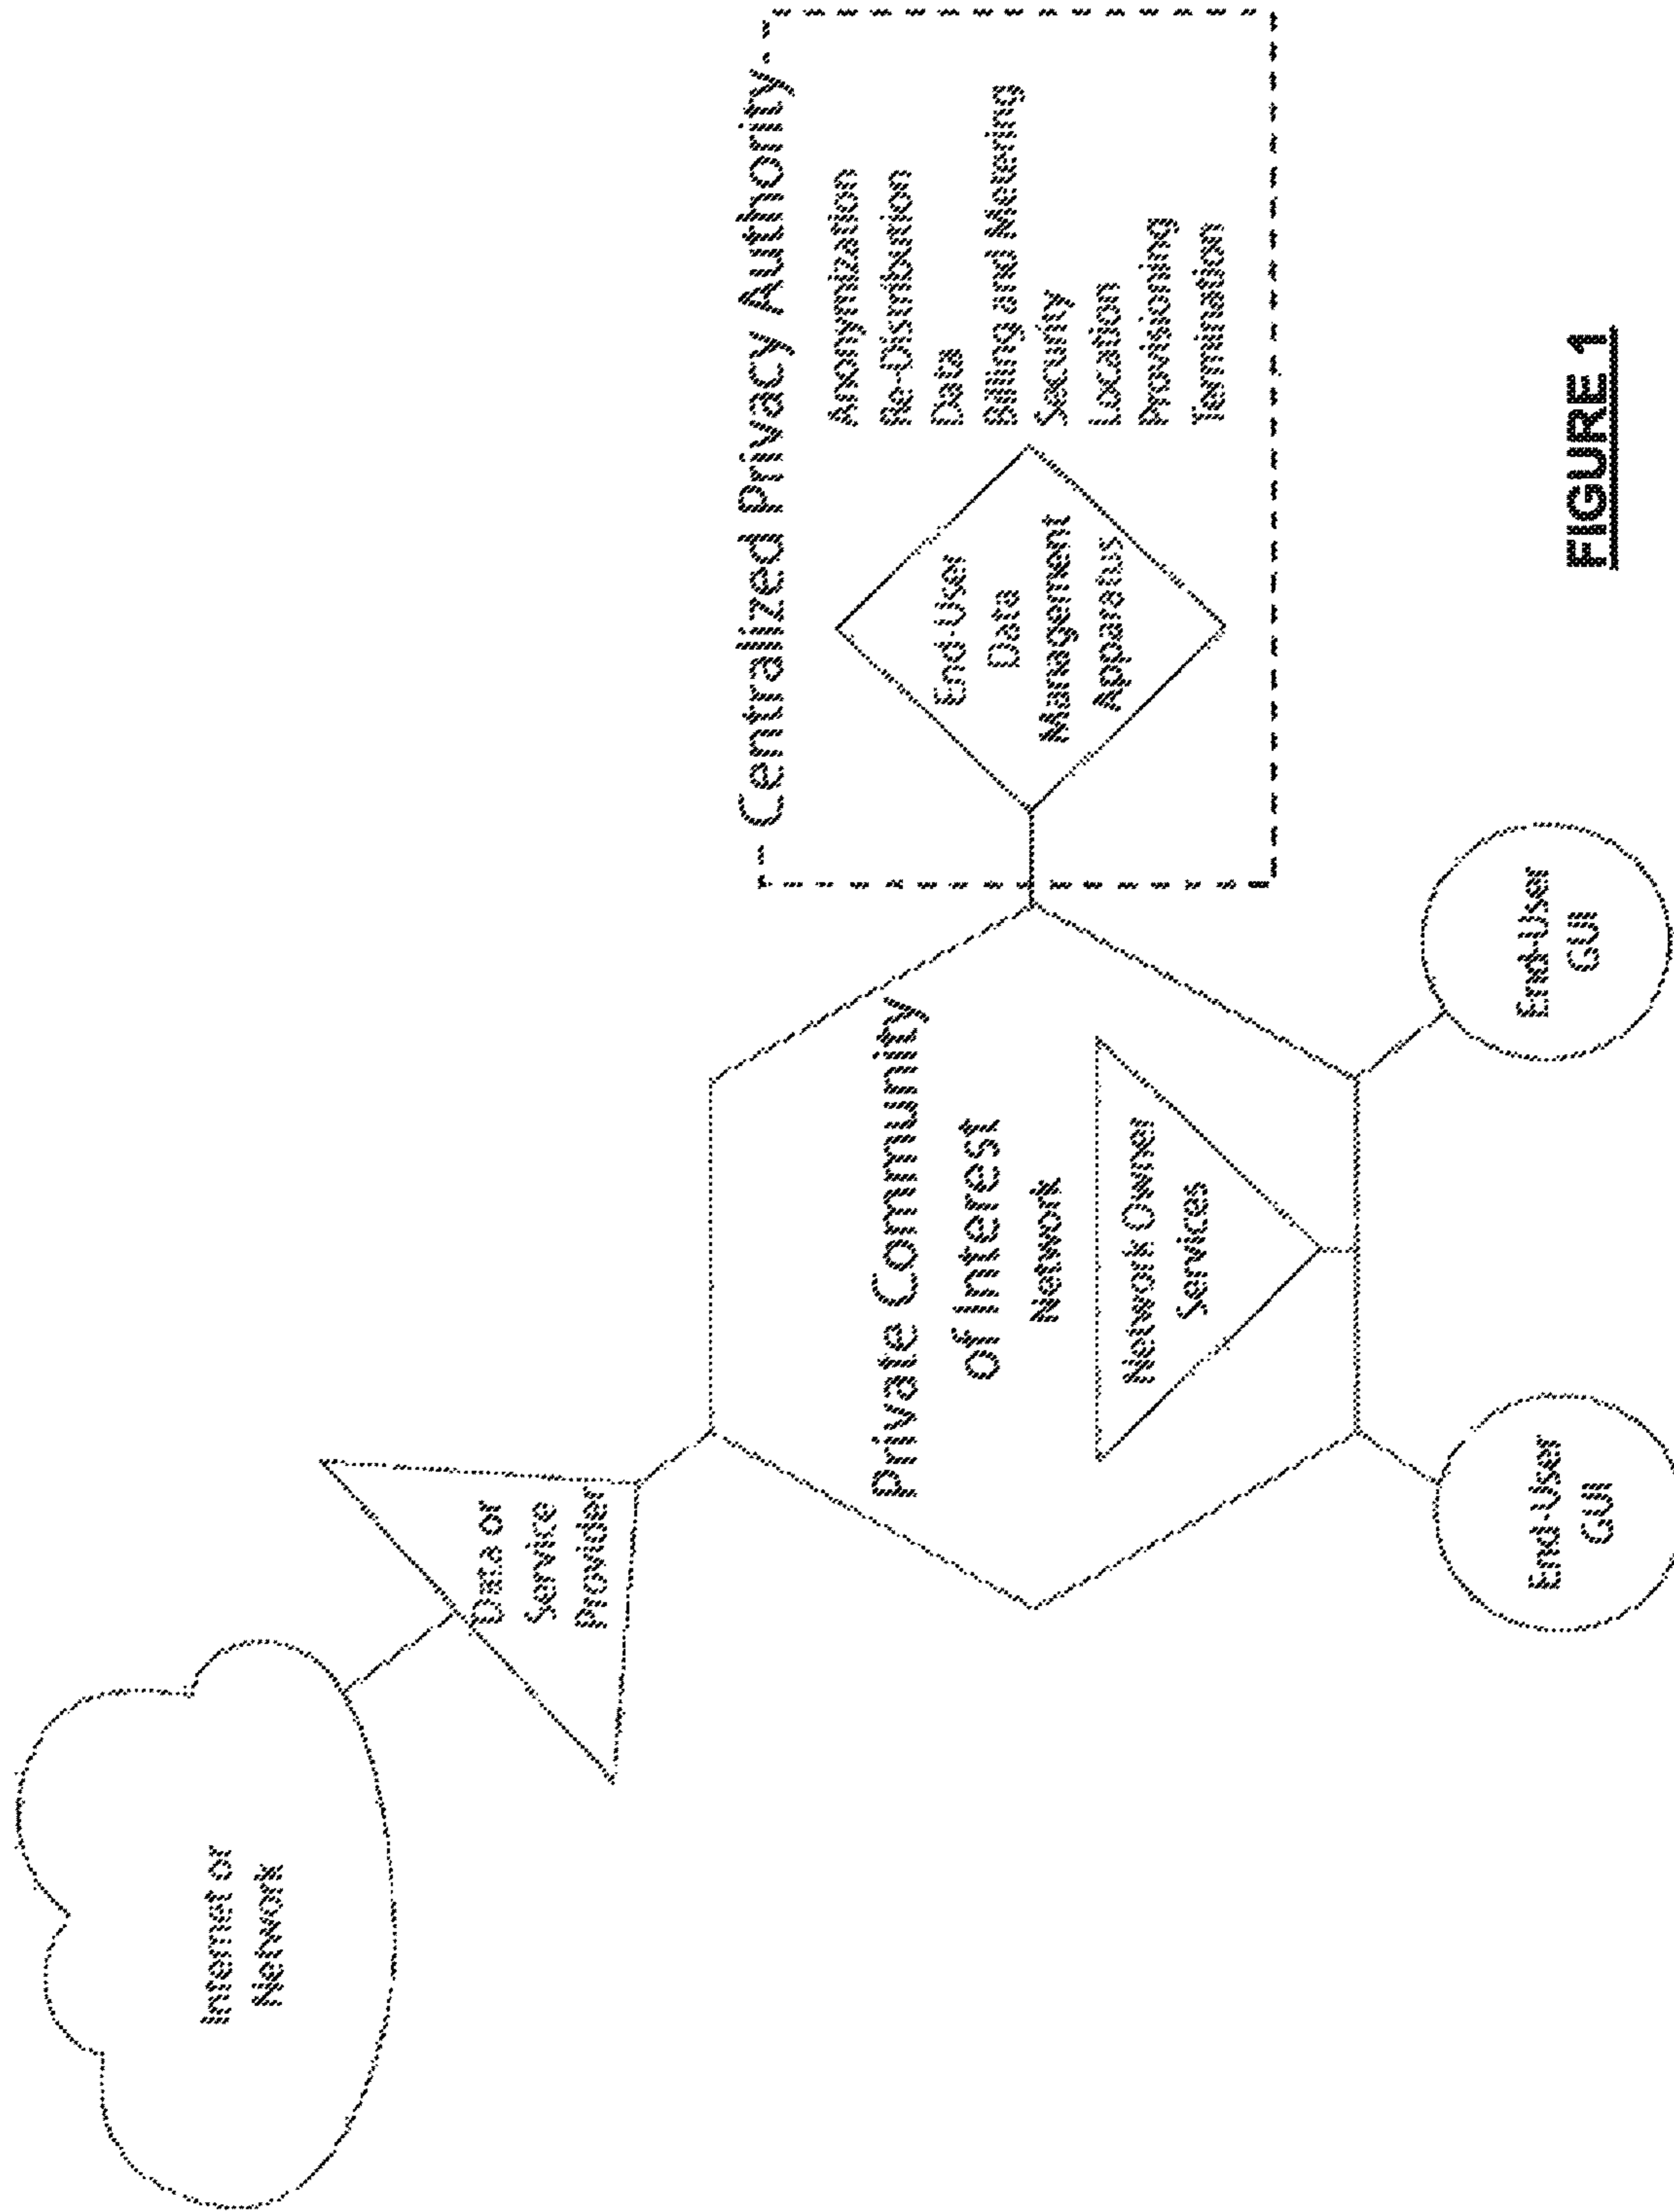 Internet or
Network
Data or
Service
Provider
Private Community
of Interest
Network
Network Owner
Services
Centralized Privacy Authority
End-User
Data
Management
Apparatus
Anonymization
Re-Distribution
Data
Billing and Metering
Security
Location
Provisioning
Termination
End-User
GUI
End-User
GUI
FIGURE 1